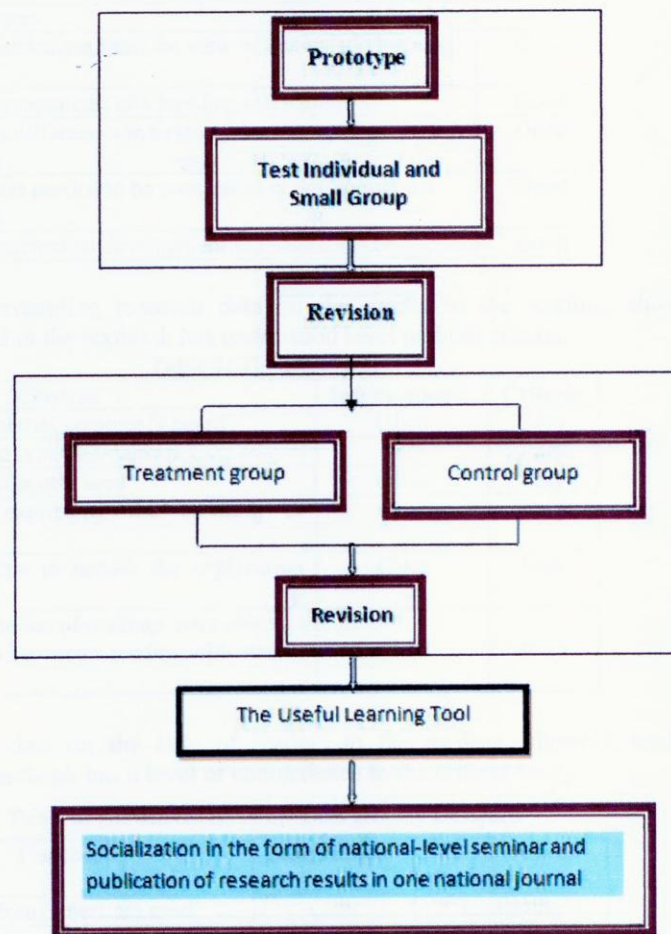 Prototype
Test Individual and
Small Group
Revision
Treatment group
Control group
Revision
The Useful Learning Tool
Socialization in the form of national-level seminar and
publication of research results in one national journal